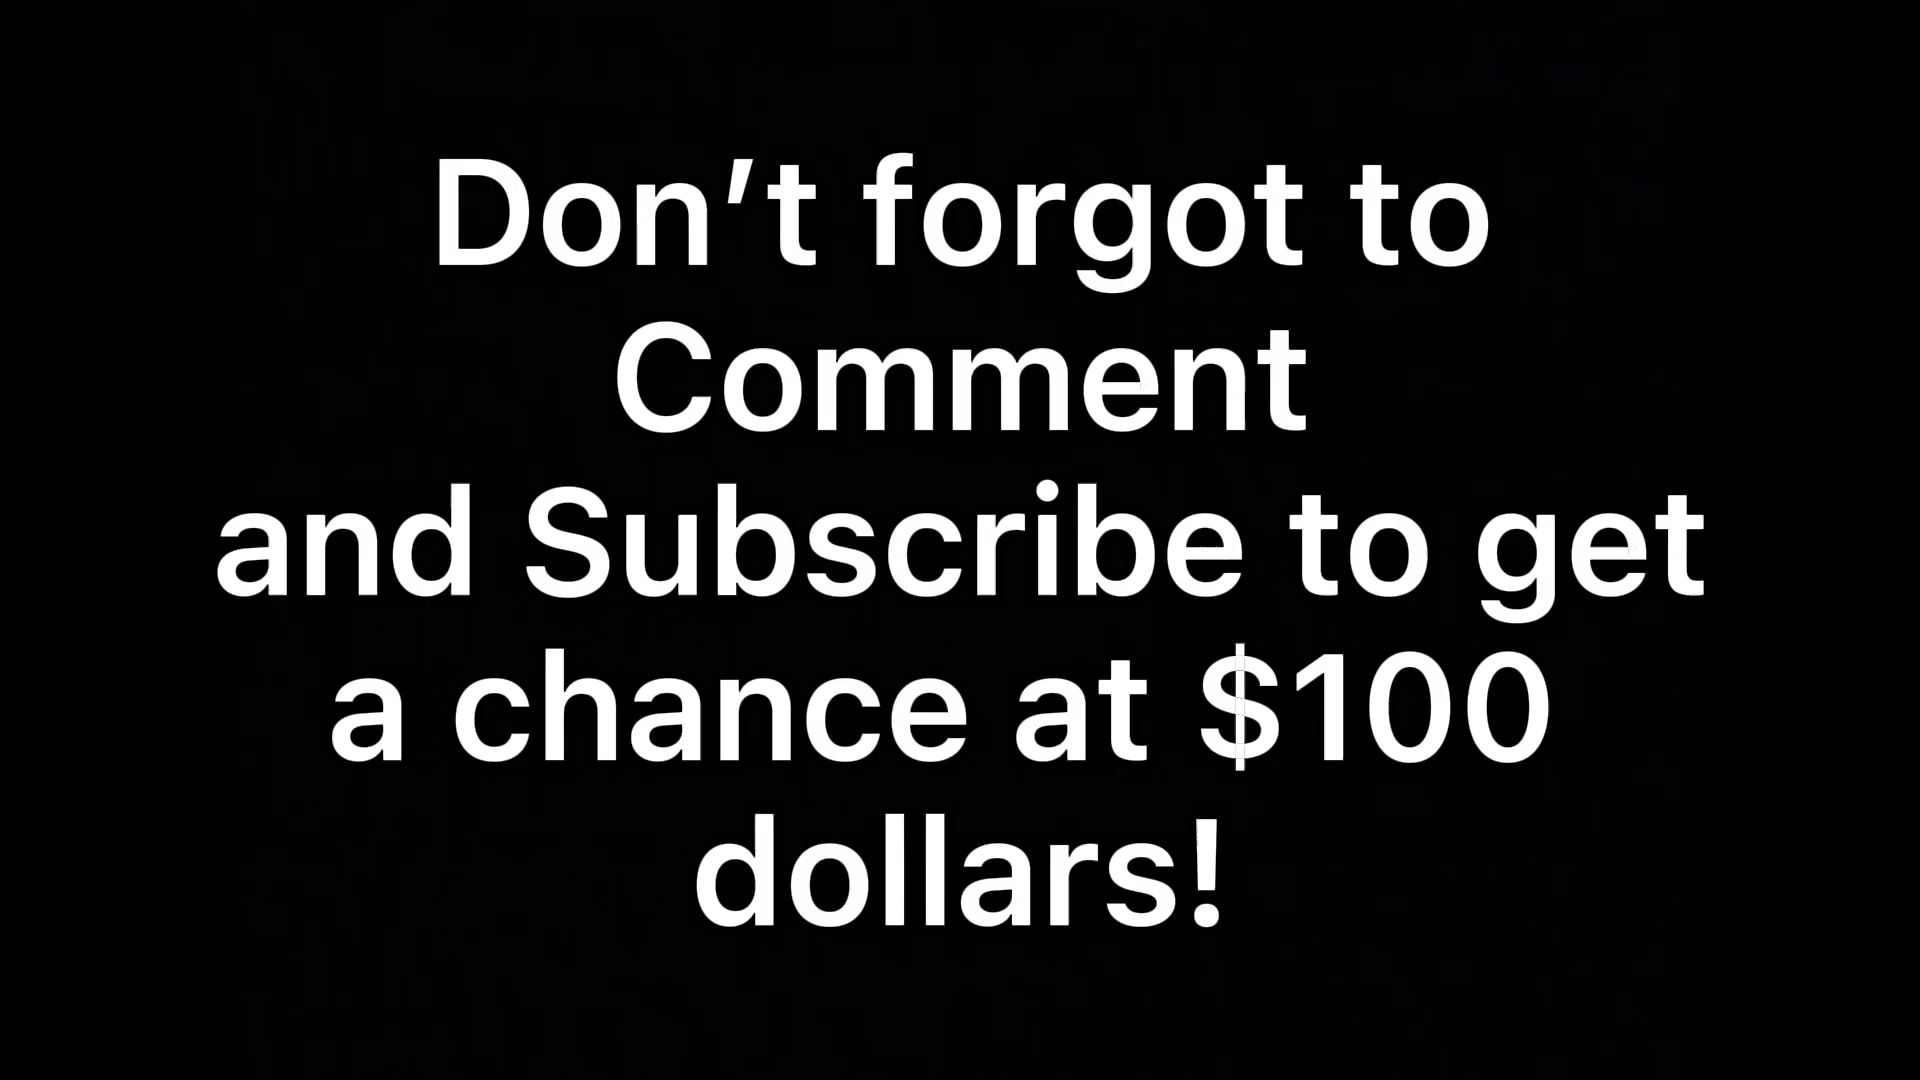 Don’t forgot to
Comment
and Subscribe to get
a chance at $100
dollars!